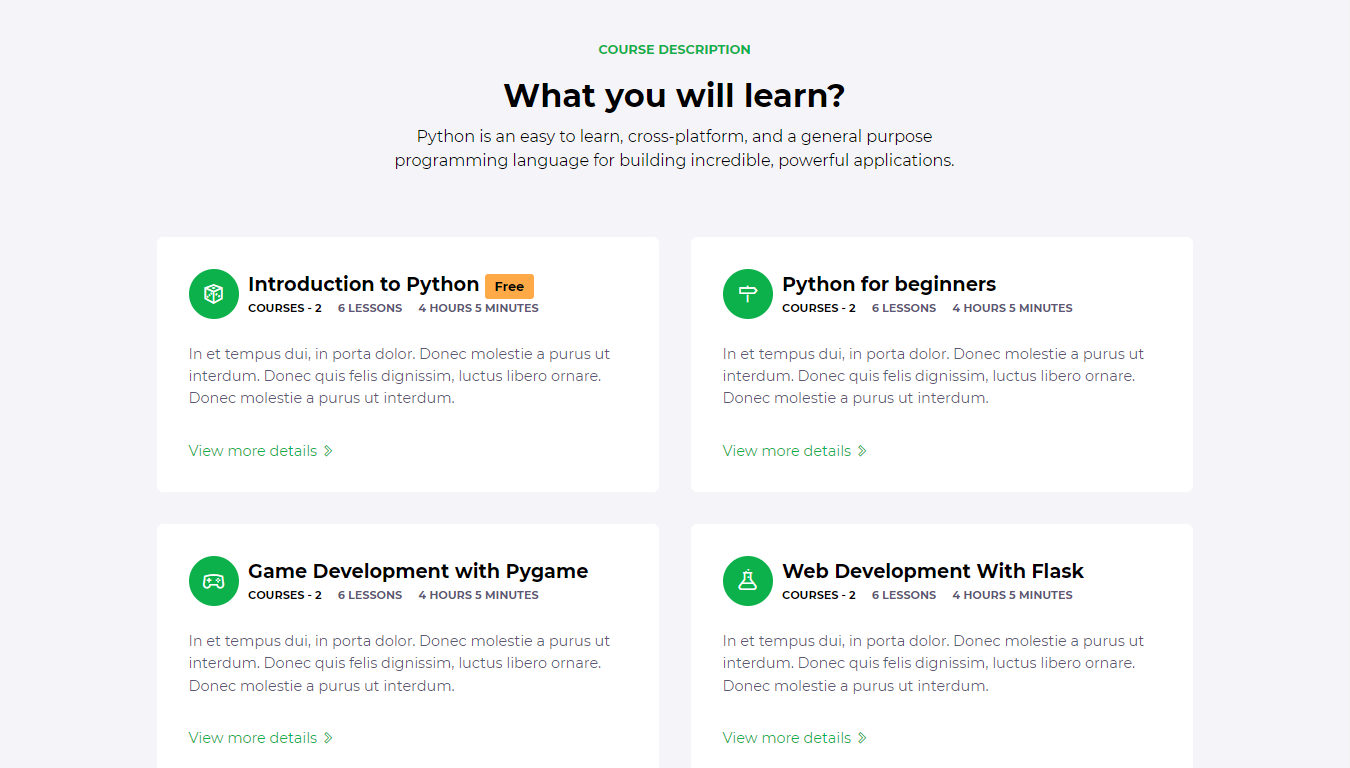 COURSE DESCRIPTION
What you will learn?
Python is an easy to learn, cross-platform, and a general purpose
programming language for building incredible, powerful applications.
Introduction to Python Free
COURSES - 2 6 LESSONS 4 HOURS 5 MINUTES
In et tempus dui, in porta dolor. Donec molestie a purus ut
interdum. Donec quis felis dignissim, luctus libero ornare.
Donec molestie a purus ut interdum.
View more details
Python for beginners
COURSES - 2 6 LESSONS 4 HOURS 5 MINUTES
In et tempus dui, in porta dolor. Donec molestie a purus ut
interdum. Donec quis felis dignissim, luctus libero ornare.
Donec molestie a purus ut interdum.
View more details
Game Development with Pygame
COURSES - 2 6 LESSONS 4 HOURS 5 MINUTES
In et tempus dui, in porta dolor. Donec molestie a purus ut
interdum. Donec quis felis dignissim, luctus libero ornare.
Donec molestie a purus ut interdum.
View more details
Web Development With Flask
COURSES - 2 6 LESSONS 4 HOURS 5 MINUTES
In et tempus dui, in porta dolor. Donec molestie a purus ut
interdum. Donec quis felis dignissim, luctus libero ornare.
Donec molestie a purus ut interdum.
View more details